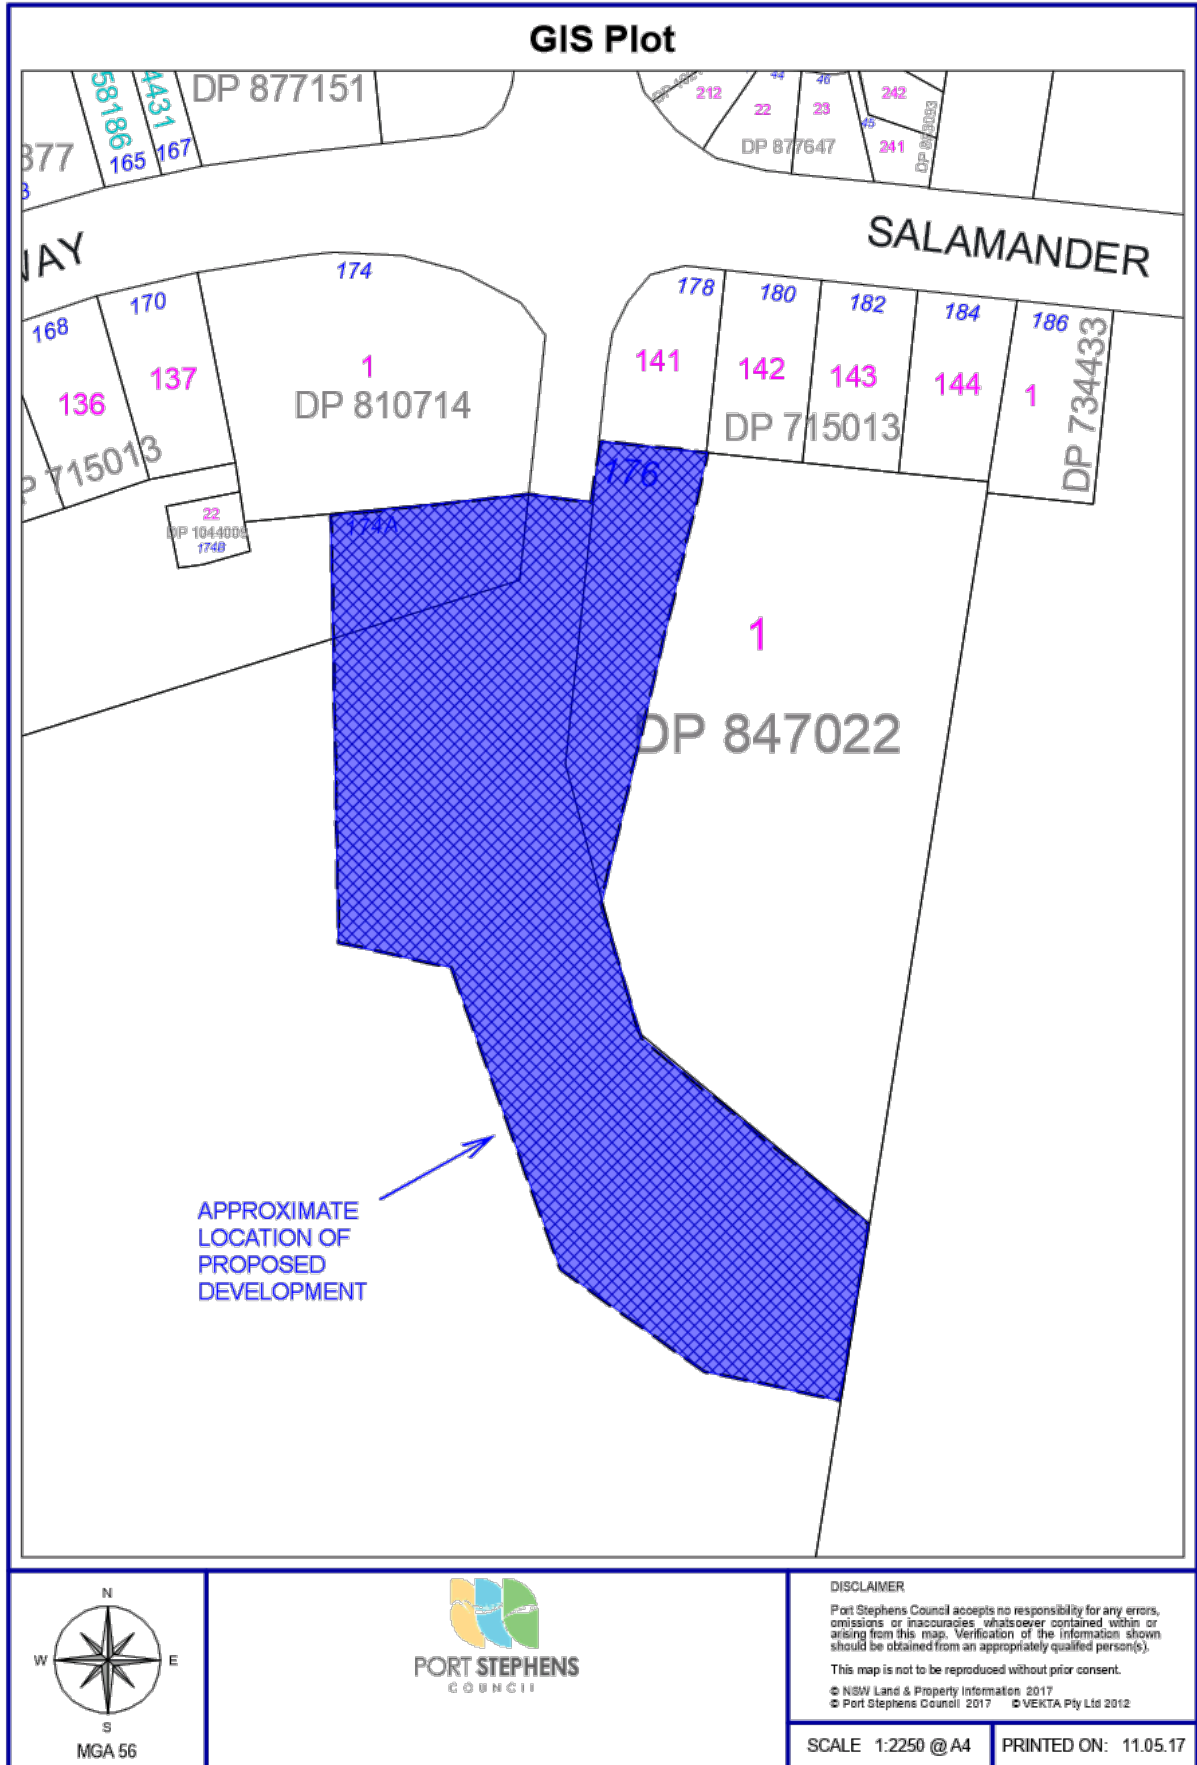 GIS Plot
DP 877151
58186
4431
165
167
377
3
WAY
212
22
44
46
23
242
45
241
DP 877647
SALAMANDER
168
170
174
178
180
182
184
186
136
137
1
141
142
143
144
1
DP 810714
DP 715013
DP 734433
P 715013
22
DP 1044009
174B
174A
176
1
DP 847022
APPROXIMATE
LOCATION OF
PROPOSED
DEVELOPMENT
N
W
E
S
MGA 56
PORT STEPHENS
COUNCIL
DISCLAIMER
Port Stephens Council accepts no responsibility for any errors,
omissions or inaccuracies whatsoever contained within or
arising from this map. Verification of the information shown
should be obtained from an appropriately qualifed person(s).
This map is not to be reproduced without prior consent.
© NSW Land & Property Information 2017
© Port Stephens Council 2017 © VEKTA Pty Ltd 2012
SCALE 1:2250 @ A4
PRINTED ON: 11.05.17